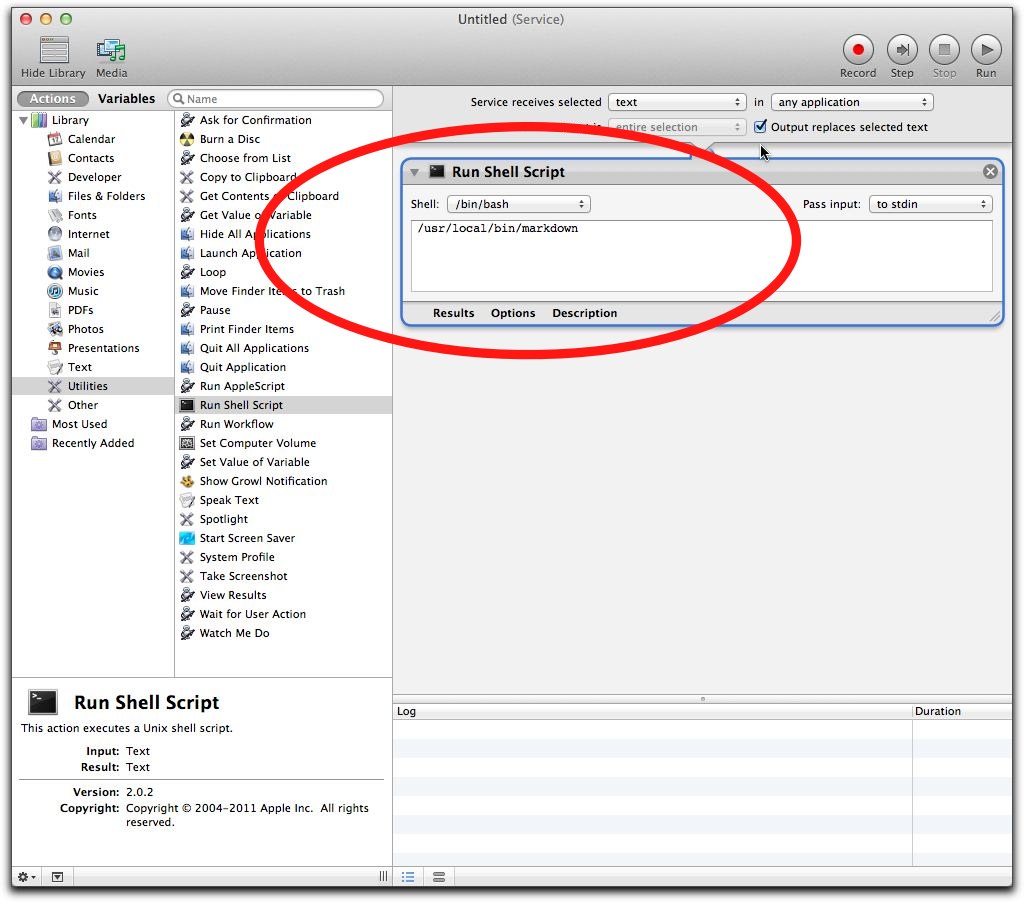 Untitled (Service)
Hide Library
Media
Record
Step
Stop
Run
Actions
Variables
Name
Service receives selected
text
in
any application
entire selection
Output replaces selected text
Library
Calendar
Contacts
Developer
Files & Folders
Fonts
Internet
Mail
Movies
Music
PDFs
Photos
Presentations
Text
Utilities
Other
Most Used
Recently Added
Ask for Confirmation
Burn a Disc
Choose from List
Copy to Clipboard
Get Contents of Clipboard
Get Value of Variable
Hide All Applications
Launch Application
Loop
Move Finder Items to Trash
Pause
Print Finder Items
Quit All Applications
Quit Application
Run AppleScript
Run Shell Script
Run Workflow
Set Computer Volume
Set Value of Variable
Show Growl Notification
Speak Text
Spotlight
Start Screen Saver
System Profile
Take Screenshot
View Results
Wait for User Action
Watch Me Do
Run Shell Script
Shell:
/bin/bash
Pass input:
to stdin
/usr/local/bin/markdown
Results
Options
Description
Run Shell Script
This action executes a Unix shell script.
Input: Text
Result: Text
Version: 2.0.2
Copyright: Copyright © 2004-2011 Apple Inc. All rights
reserved.
Log
Duration